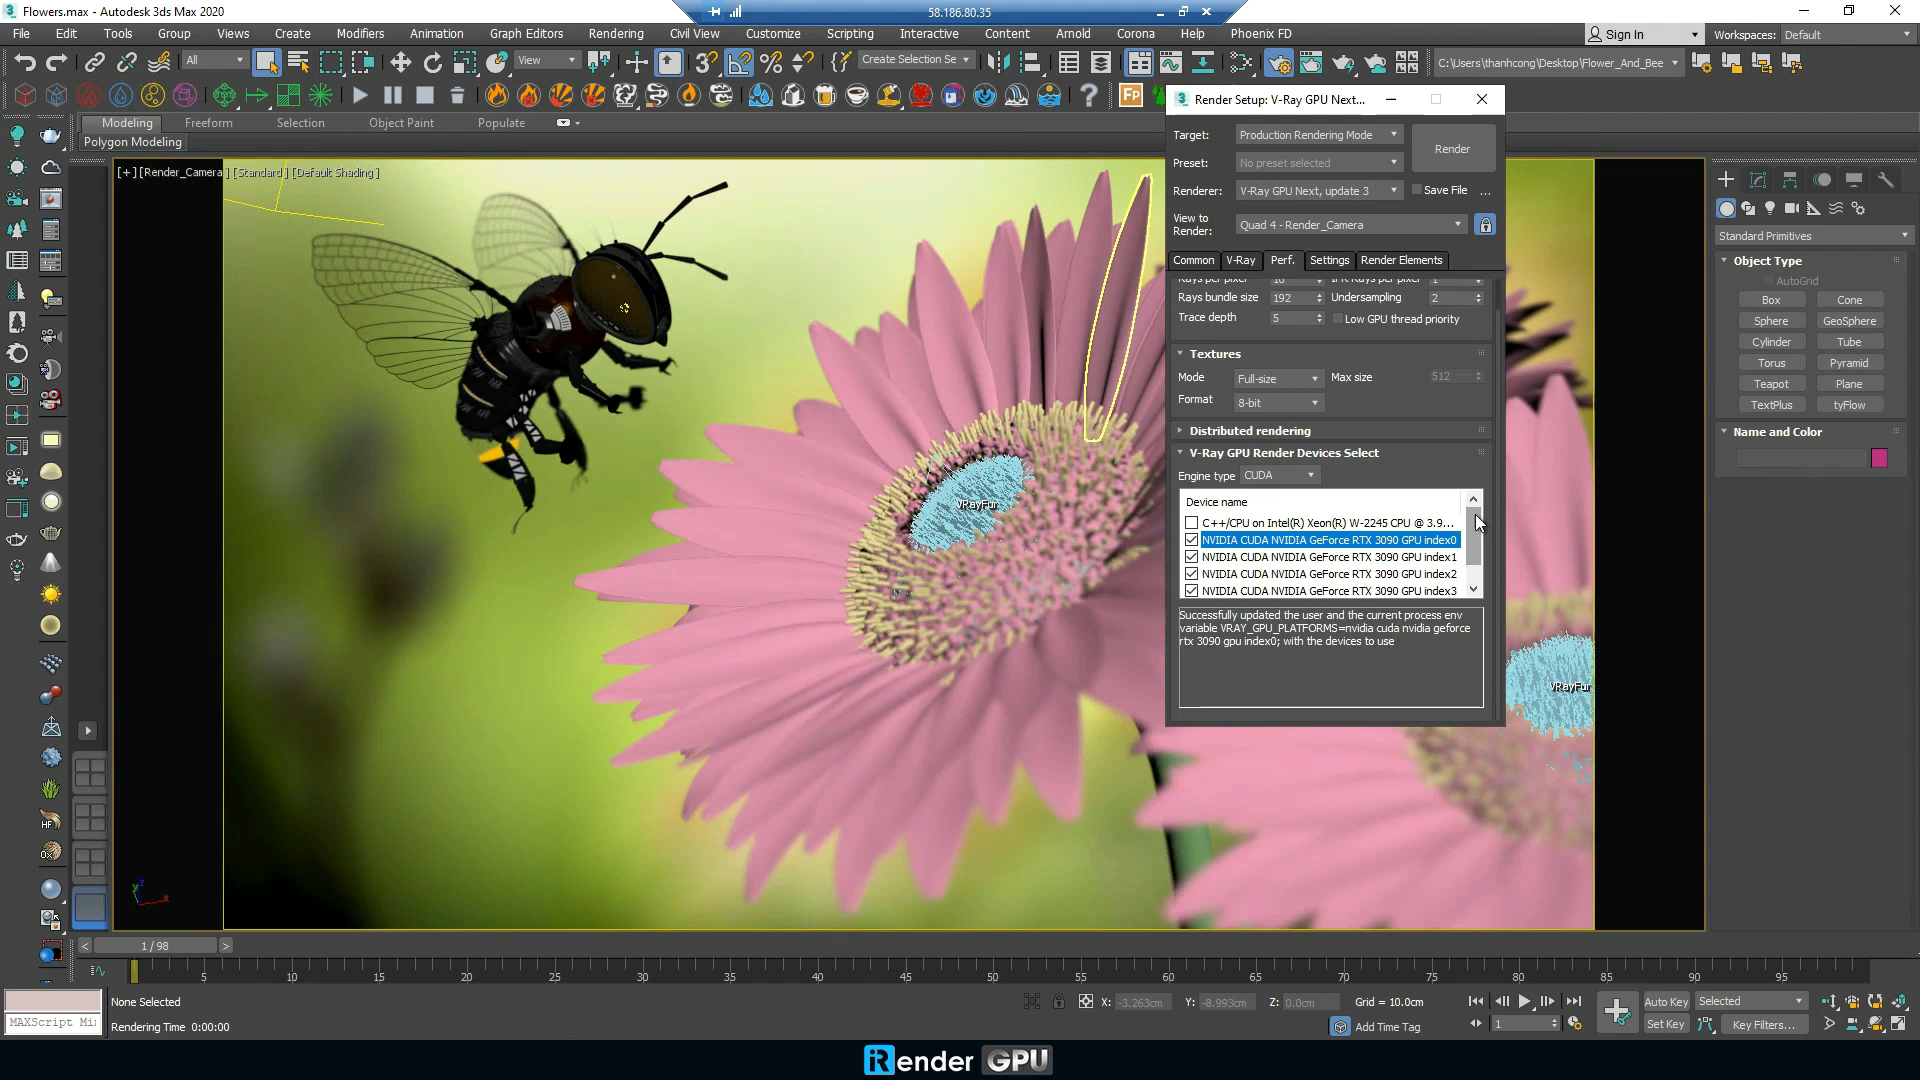 Flowers.max - Autodesk 3ds Max 2020
58.186.80.35
File Edit Tools Group Views Create Modifiers Animation Graph Editors Rendering Civil View Customize Scripting Interactive Content Arnold Corona Help Phoenix FD
Sign In
Workspaces: Default
All
View
Create Selection Se
C:\Users\thanhcong\Desktop\Flower_And_Bee
Modeling Freeform Selection Object Paint Populate
Polygon Modeling
[+] [Render_Camera] [Standard] [Default Shading]
Render Setup: V-Ray GPU Next...
Target: Production Rendering Mode
Render
Preset: No preset selected
Renderer: V-Ray GPU Next, update 3
Save File ...
View to
Render:
Quad 4 - Render_Camera
Common V-Ray Perf. Settings Render Elements
Rays per pixel 16 IPR Rays per pixel 1
Rays bundle size 192 Undersampling 2
Trace depth 5 Low GPU thread priority
Textures
Mode Full-size Max size 512
Format 8-bit
Distributed rendering
V-Ray GPU Render Devices Select
Engine type CUDA
Device name
C++/CPU on Intel(R) Xeon(R) W-2245 CPU @ 3.9...
NVIDIA CUDA NVIDIA GeForce RTX 3090 GPU index0
NVIDIA CUDA NVIDIA GeForce RTX 3090 GPU index1
NVIDIA CUDA NVIDIA GeForce RTX 3090 GPU index2
NVIDIA CUDA NVIDIA GeForce RTX 3090 GPU index3
Successfully updated the user and the current process env
variable VRAY_GPU_PLATFORMS=nvidia cuda nvidia geforce
rtx 3090 gpu index0; with the devices to use
VRayFur
VRayFur
Standard Primitives
Object Type
AutoGrid
Box Cone
Sphere GeoSphere
Cylinder Tube
Torus Pyramid
Teapot Plane
TextPlus tyFlow
Name and Color
HF
Ox
< 1 / 98 >
5 10 15 20 25 30 35 40 45 50 55 60 65 70 75 80 85 90 95
None Selected
MAXScript Mi
Rendering Time 0:00:00
X: -3.263cm Y: -8.993cm Z: 0.0cm Grid = 10.0cm
Add Time Tag
1
Auto Key Selected
Set Key Key Filters...
iRender GPU